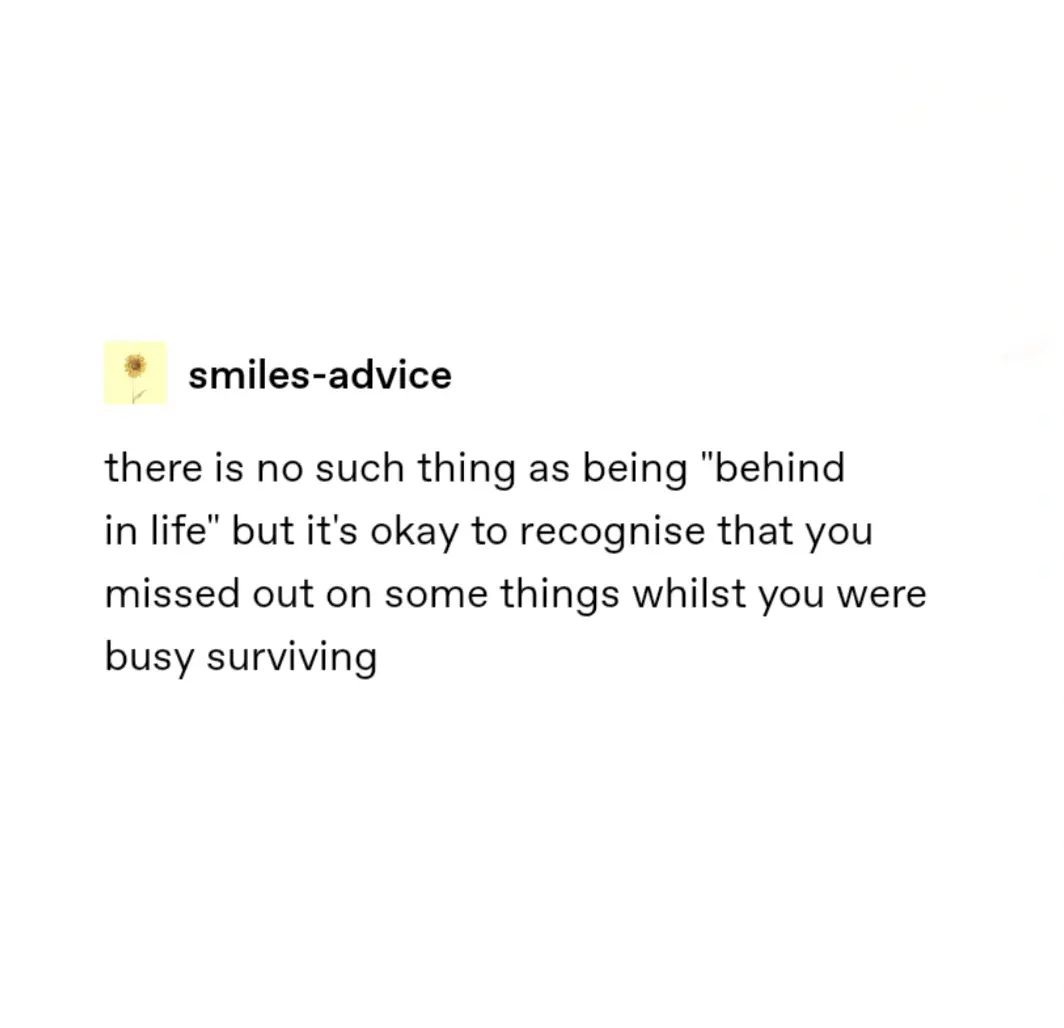 smiles-advice
there is no such thing as being "behind
in life" but it's okay to recognise that you
missed out on some things whilst you were
busy surviving